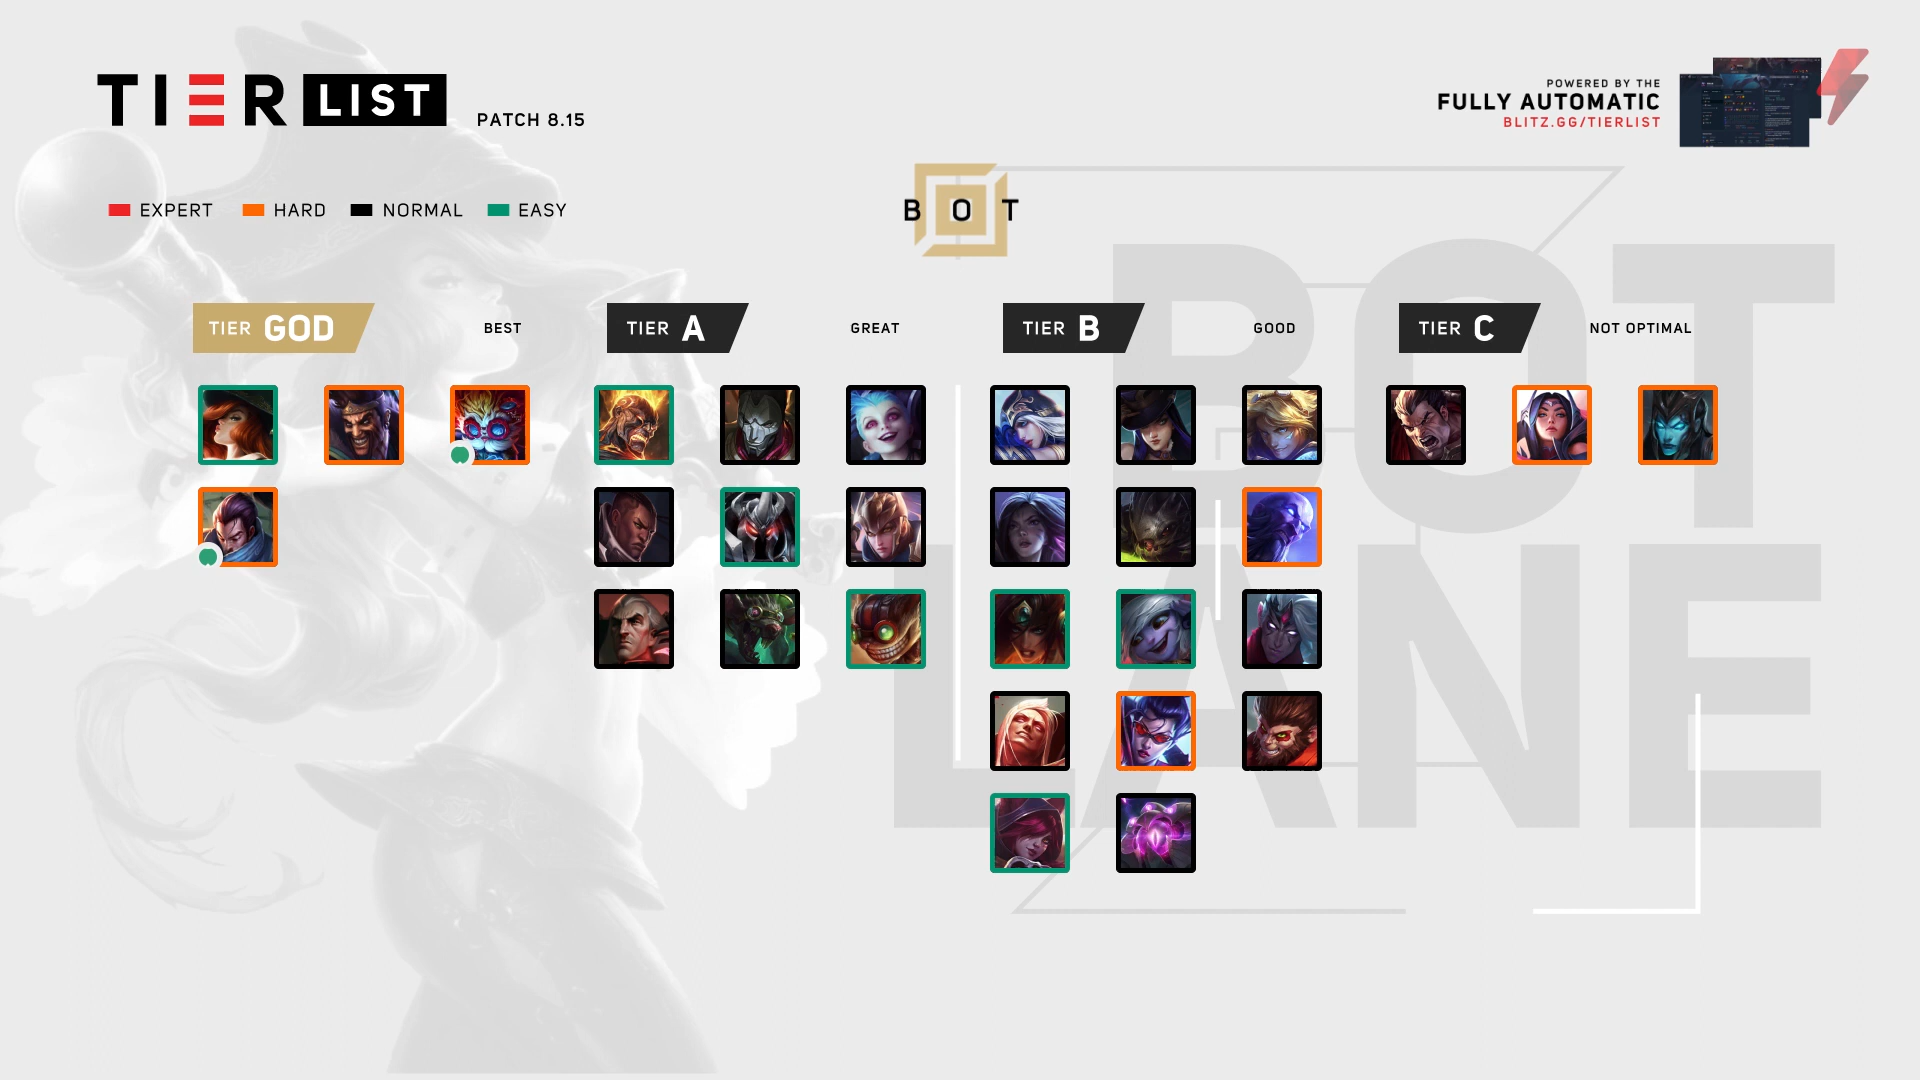 TIER LIST PATCH 8.15
POWERED BY THE
FULLY AUTOMATIC
BLITZ.GG/TIERLIST
EXPERT HARD NORMAL EASY
BOT
BOT
LANE
TIER GOD BEST
TIER A GREAT
TIER B GOOD
TIER C NOT OPTIMAL